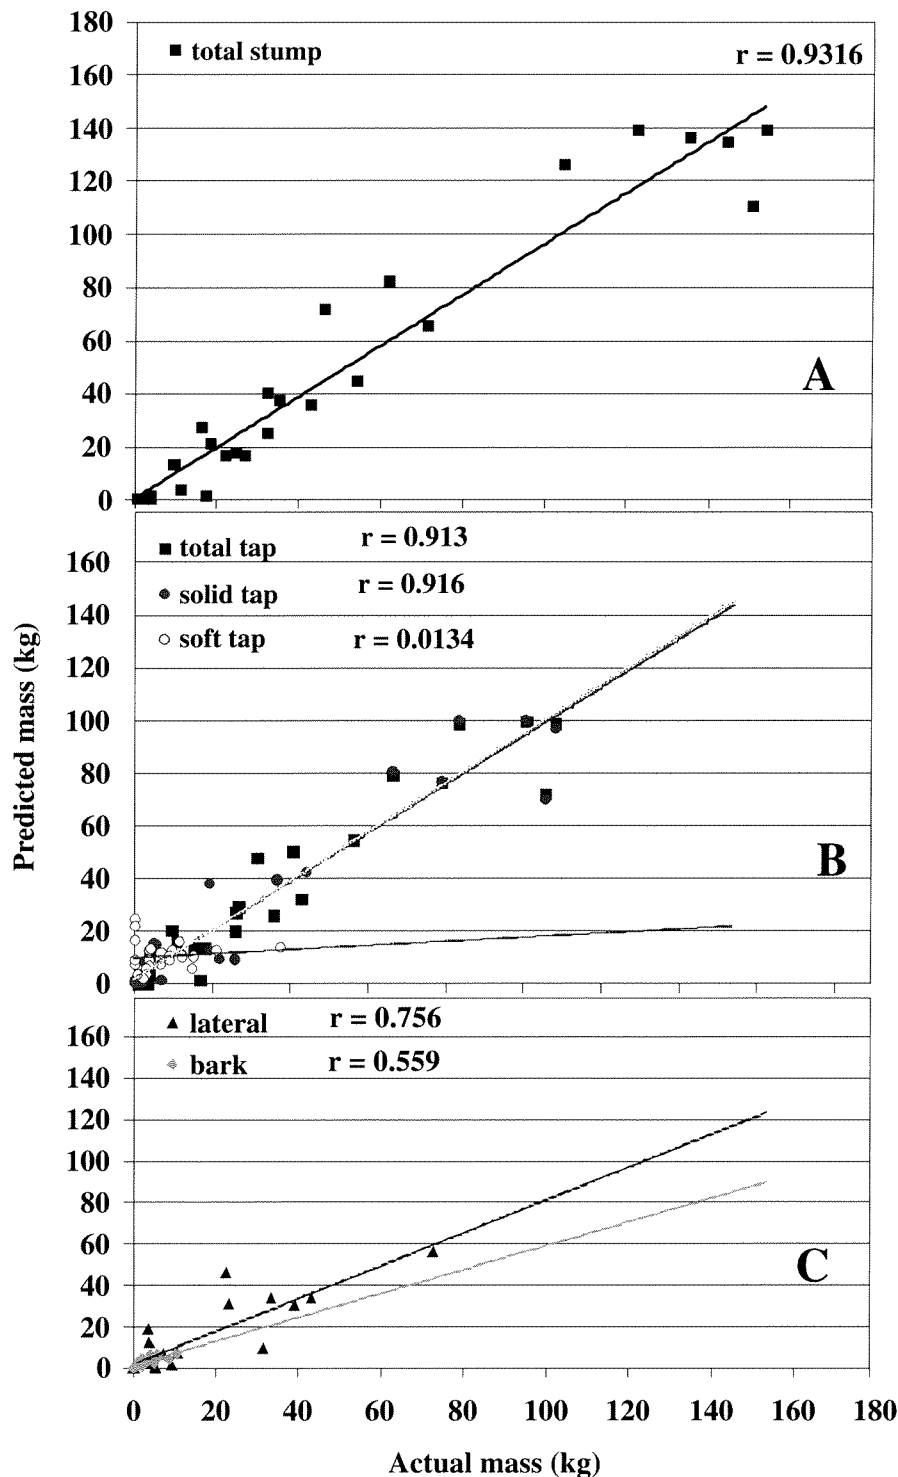 180
total stump
r = 0.9316
160
140
120
100
80
60
40
20
0
A
total tap r = 0.913
solid tap r = 0.916
soft tap r = 0.0134
160
140
120
100
80
60
40
20
0
B
Predicted mass (kg)
lateral r = 0.756
bark r = 0.559
160
140
120
100
80
60
40
20
0
C
0 20 40 60 80 100 120 140 160 180
Actual mass (kg)